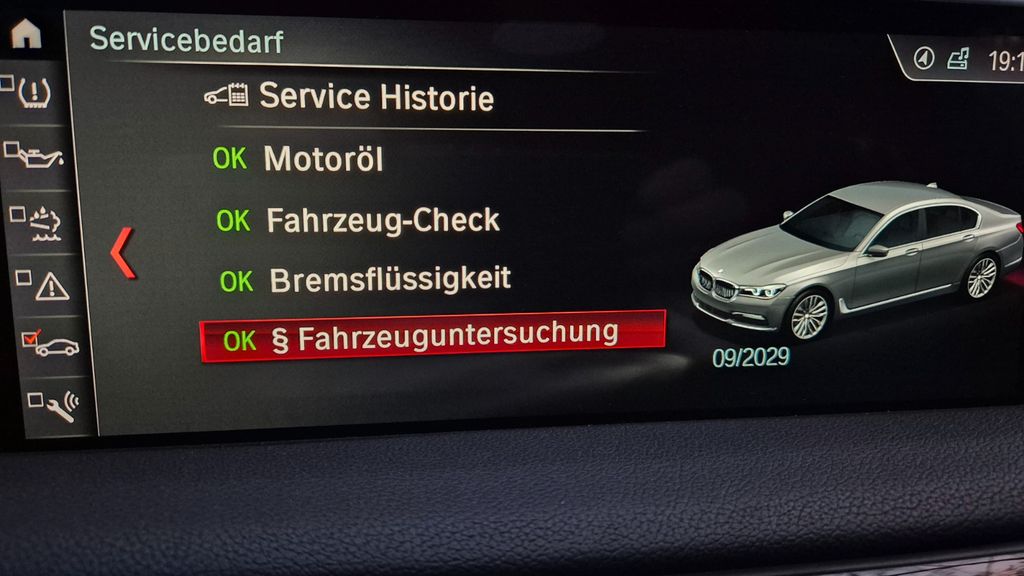 Servicebedarf
19:1
Service Historie
OK Motoröl
OK Fahrzeug-Check
OK Bremsflüssigkeit
OK § Fahrzeuguntersuchung
09/2029